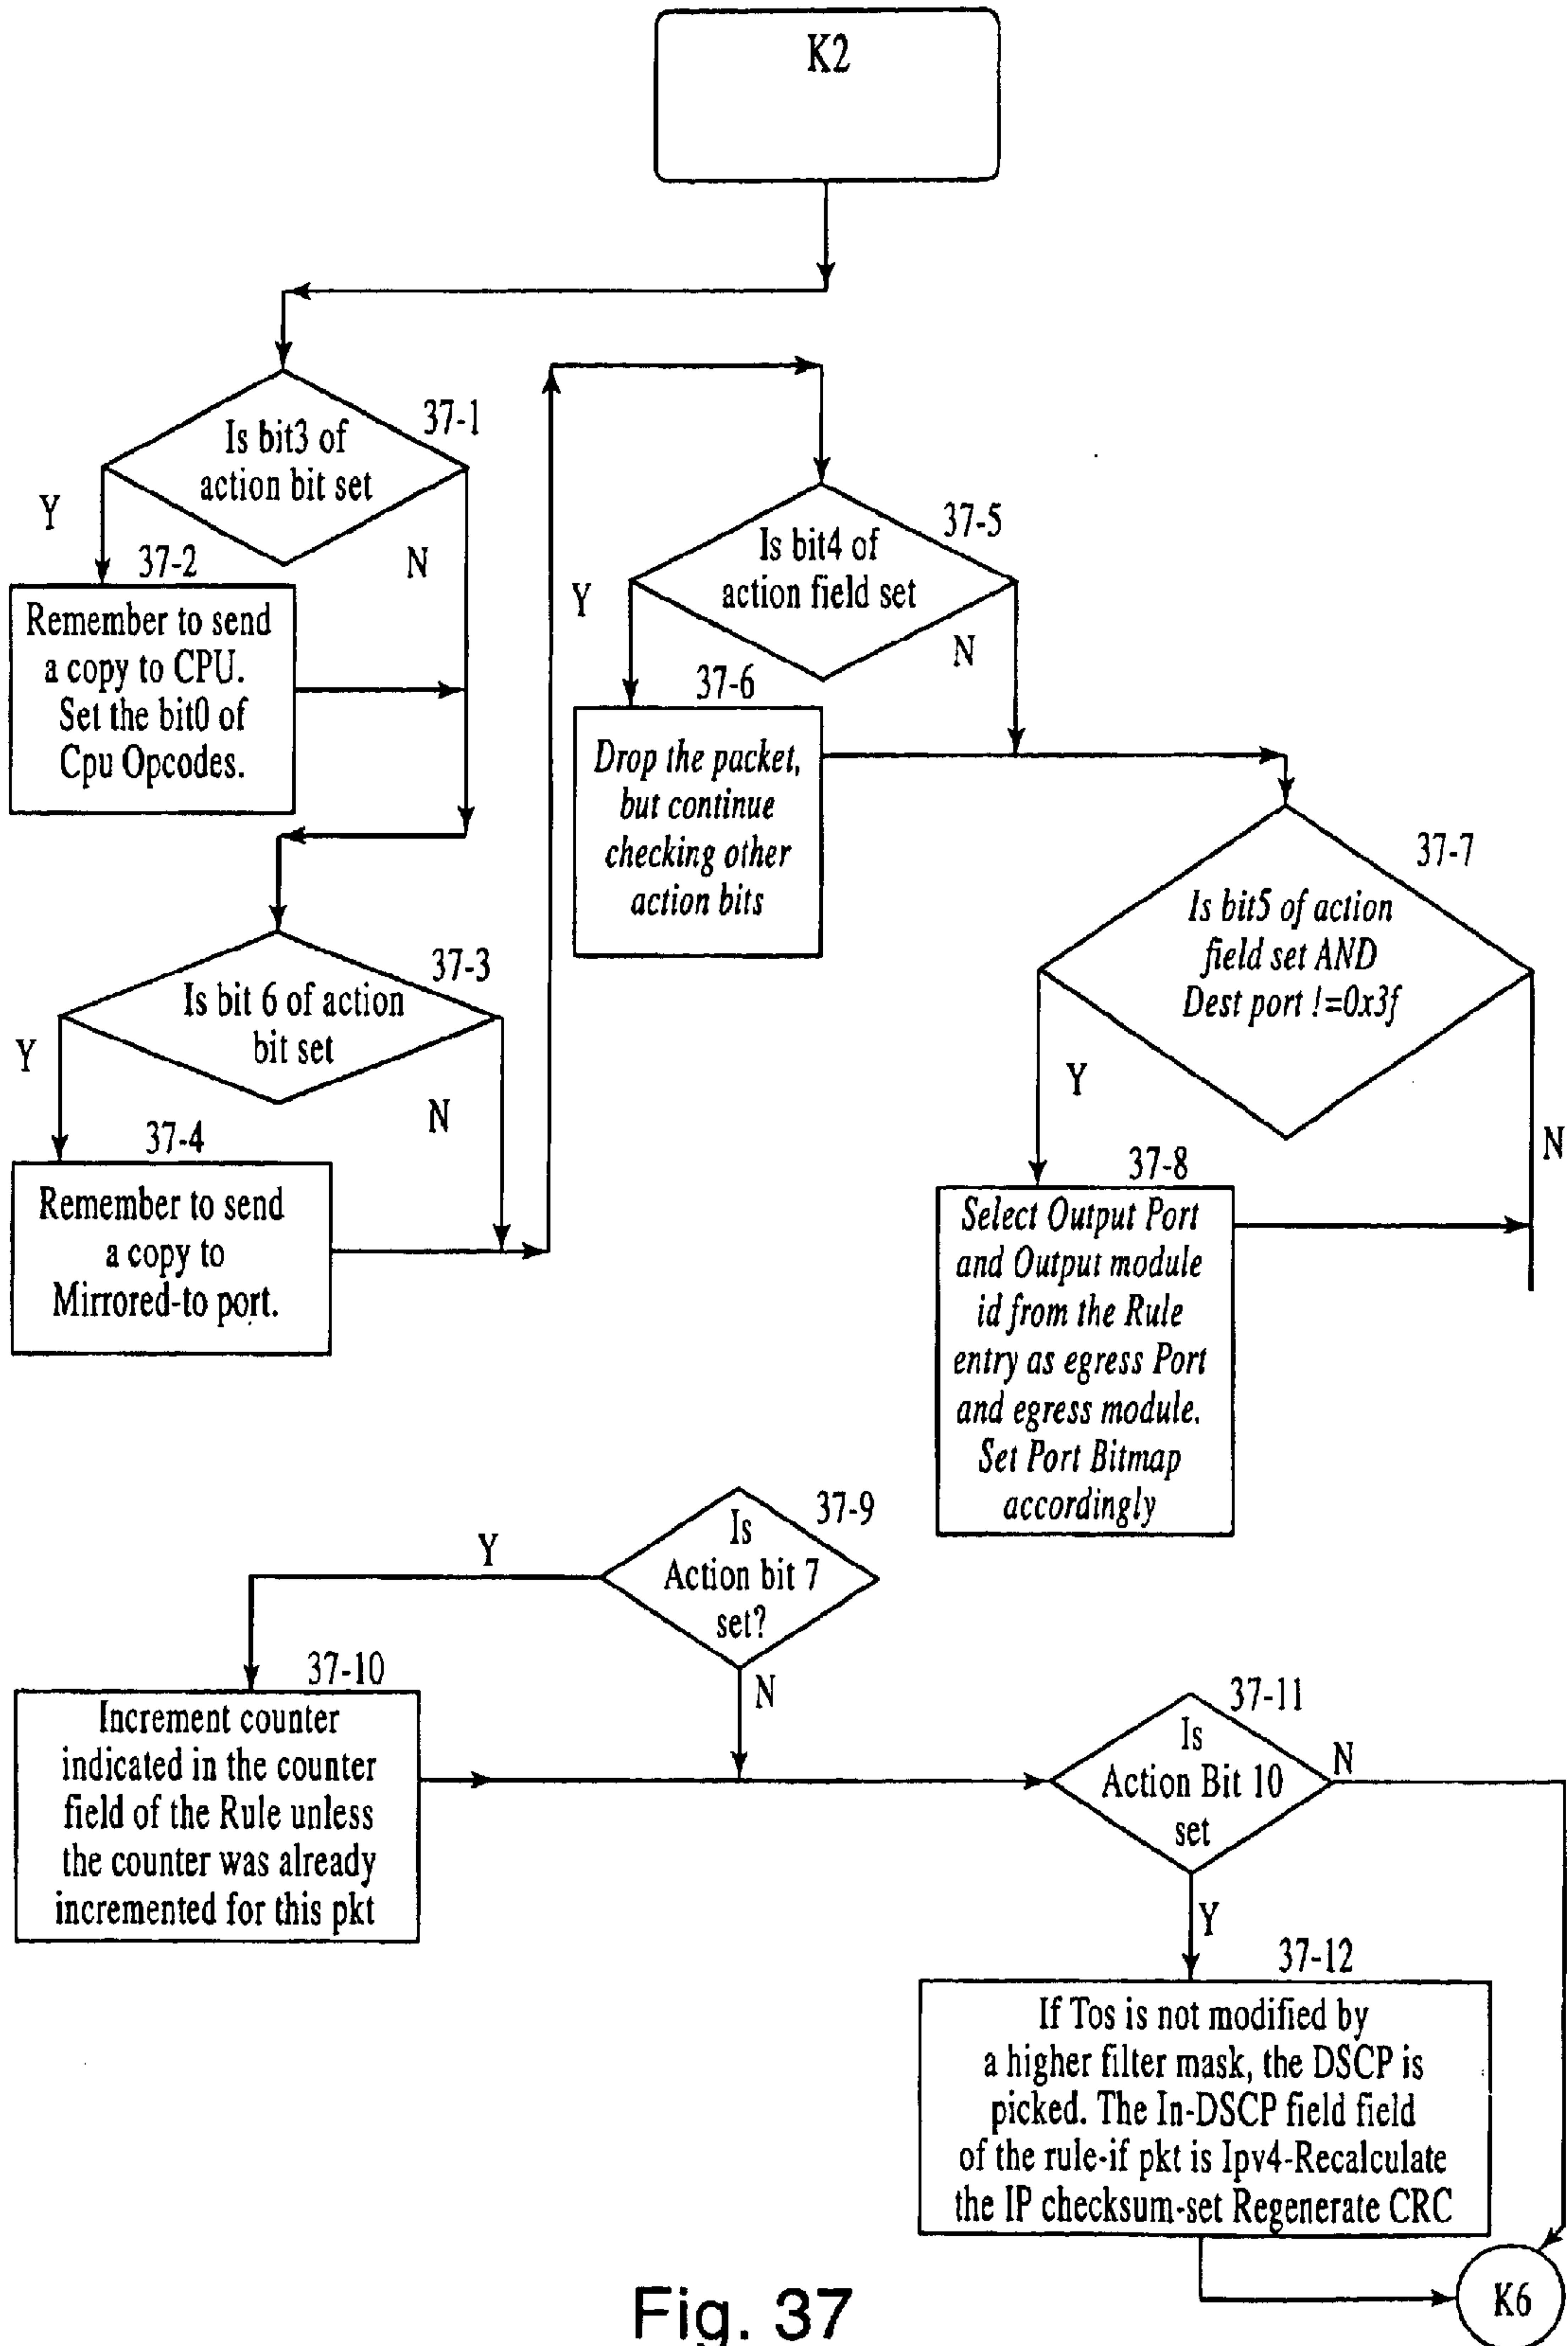 K2
37-1
Is bit3 of
action bit set
Y
N
37-2
Remember to send
a copy to CPU.
Set the bit0 of
Cpu Opcodes.
37-3
Is bit 6 of action
bit set
Y
N
37-4
Remember to send
a copy to
Mirrored-to port.
37-5
Is bit4 of
action field set
Y
N
37-6
Drop the packet,
but continue
checking other
action bits
37-7
Is bit5 of action
field set AND
Dest port !=0x3f
Y
N
37-8
Select Output Port
and Output module
id from the Rule
entry as egress Port
and egress module.
Set Port Bitmap
accordingly
37-9
Is
Action bit 7
set?
Y
N
37-10
Increment counter
indicated in the counter
field of the Rule unless
the counter was already
incremented for this pkt
37-11
Is
Action Bit 10
set
N
Y
37-12
If Tos is not modified by
a higher filter mask, the DSCP is
picked. The In-DSCP field field
of the rule-if pkt is Ipv4-Recalculate
the IP checksum-set Regenerate CRC
K6
Fig. 37